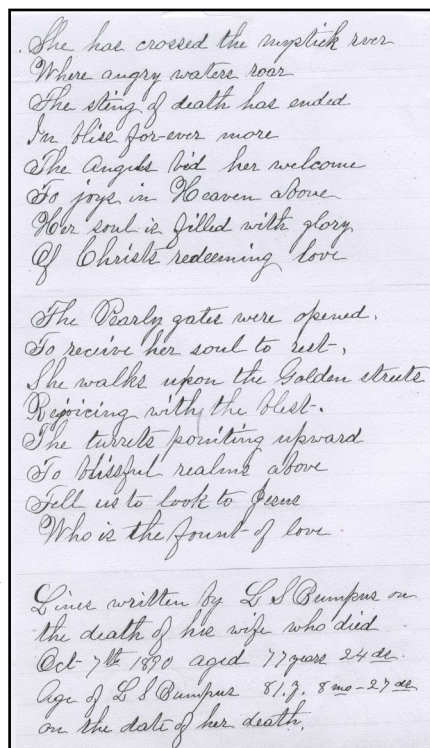 She has crossed the mystick rver
Where angry waters roar
The sting of death has ended
In bliss for-ever more
The Angels bid her welcome
To joys in Heaven above
Her soul is filled with glory
Of Christs redeeming love
The Pearly gates were opened,
To receive her soul to rest,
She walks upon the Golden streets
Rejoicing with the blest.
The turrets pointing upward
To blissful realms above
Tell us to look to Jesus
Who is the fount of love.
Lines written by L S Bumpus on
the death of his wife who died
Oct 7th 1890 aged 77 years 24 ds.
Age of L S Bumpus 81.y. 8 mo - 27 ds
on the date of her death.